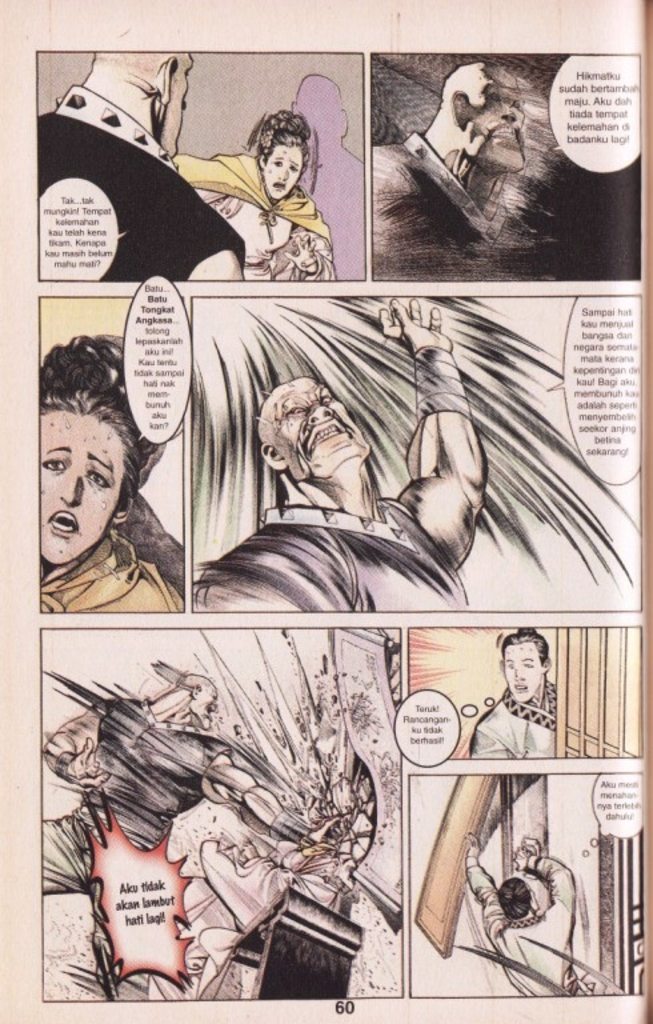 Tak...tak
mungkin! Tempat
kelemahan
kau telah kena
tikam. Kenapa
kau masih belum
mahu mati?
Hikmatku
sudah bertambah
maju. Aku dah
tiada tempat
kelemahan di
badanku lagi!
Batu...
Batu
Tongkat
Angkasa...
tolong
lepaskanlah
aku ini!
Kau tentu
tidak sampai
hati nak
mem-
bunuh
aku
kan?
Sampai hati
kau menjual
bangsa dan
negara semata-
mata kerana
kepentingan diri
kau! Bagi aku,
membunuh kau
adalah seperti
menyembelih
seekor anjing
betina
sekarang!
Aku tidak
akan lambut
hati lagi!
Teruk!
Rancangan-
ku tidak
berhasil!
Aku mesti
menahan-
nya terlebih
dahulu!
60